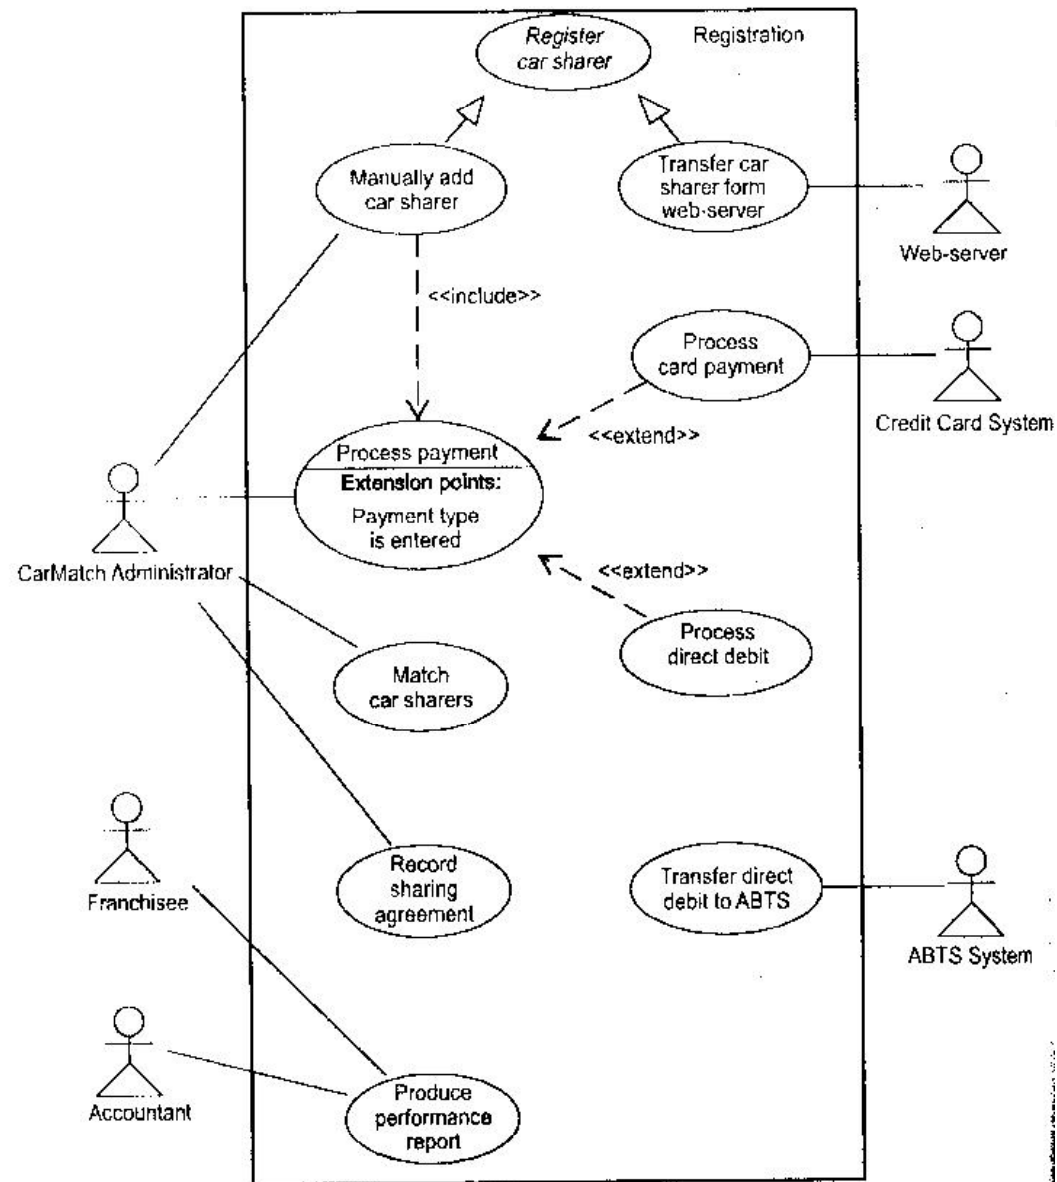 Register
car sharer
Registration
Manually add
car sharer
Transfer car
sharer form
web-server
Web-server
<<include>>
Process
card payment
Credit Card System
<<extend>>
Process payment
Extension points:
Payment type
is entered
CarMatch Administrator
<<extend>>
Process
direct debit
Match
car sharers
Franchisee
Record
sharing
agreement
Transfer direct
debit to ABTS
ABTS System
Accountant
Produce
performance
report